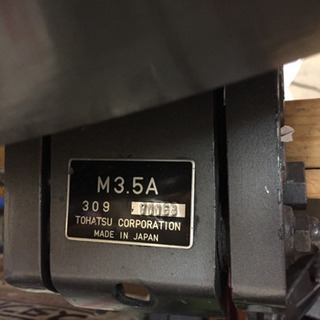 M3.5A
309
TOHATSU CORPORATION
MADE IN JAPAN